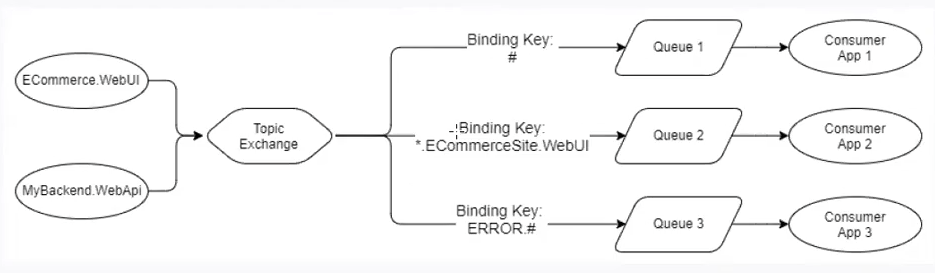 ECommerce.WebUI
MyBackend.WebApi
Topic
Exchange
Binding Key:
#
Queue 1
Consumer
App 1
Binding Key:
*.ECommerceSite.WebUI
Queue 2
Consumer
App 2
Binding Key:
ERROR.#
Queue 3
Consumer
App 3